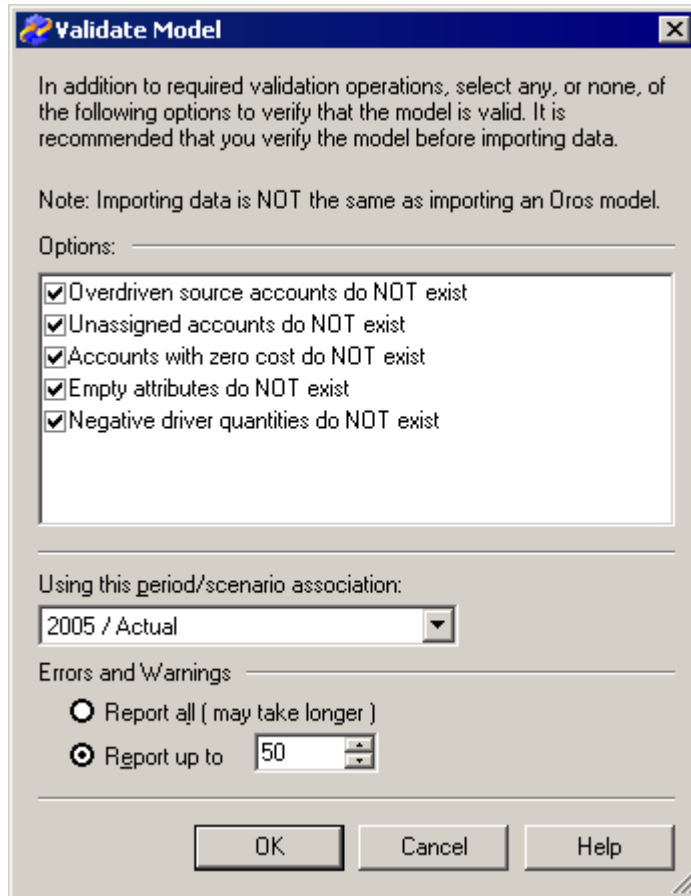 Validate Model
In addition to required validation operations, select any, or none, of
the following options to verify that the model is valid. It is
recommended that you verify the model before importing data.
Note: Importing data is NOT the same as importing an Oros model.
Options:
Overdriven source accounts do NOT exist
Unassigned accounts do NOT exist
Accounts with zero cost do NOT exist
Empty attributes do NOT exist
Negative driver quantities do NOT exist
Using this period/scenario association:
2005 / Actual
Errors and Warnings
Report all ( may take longer )
Report up to 50
OK Cancel Help